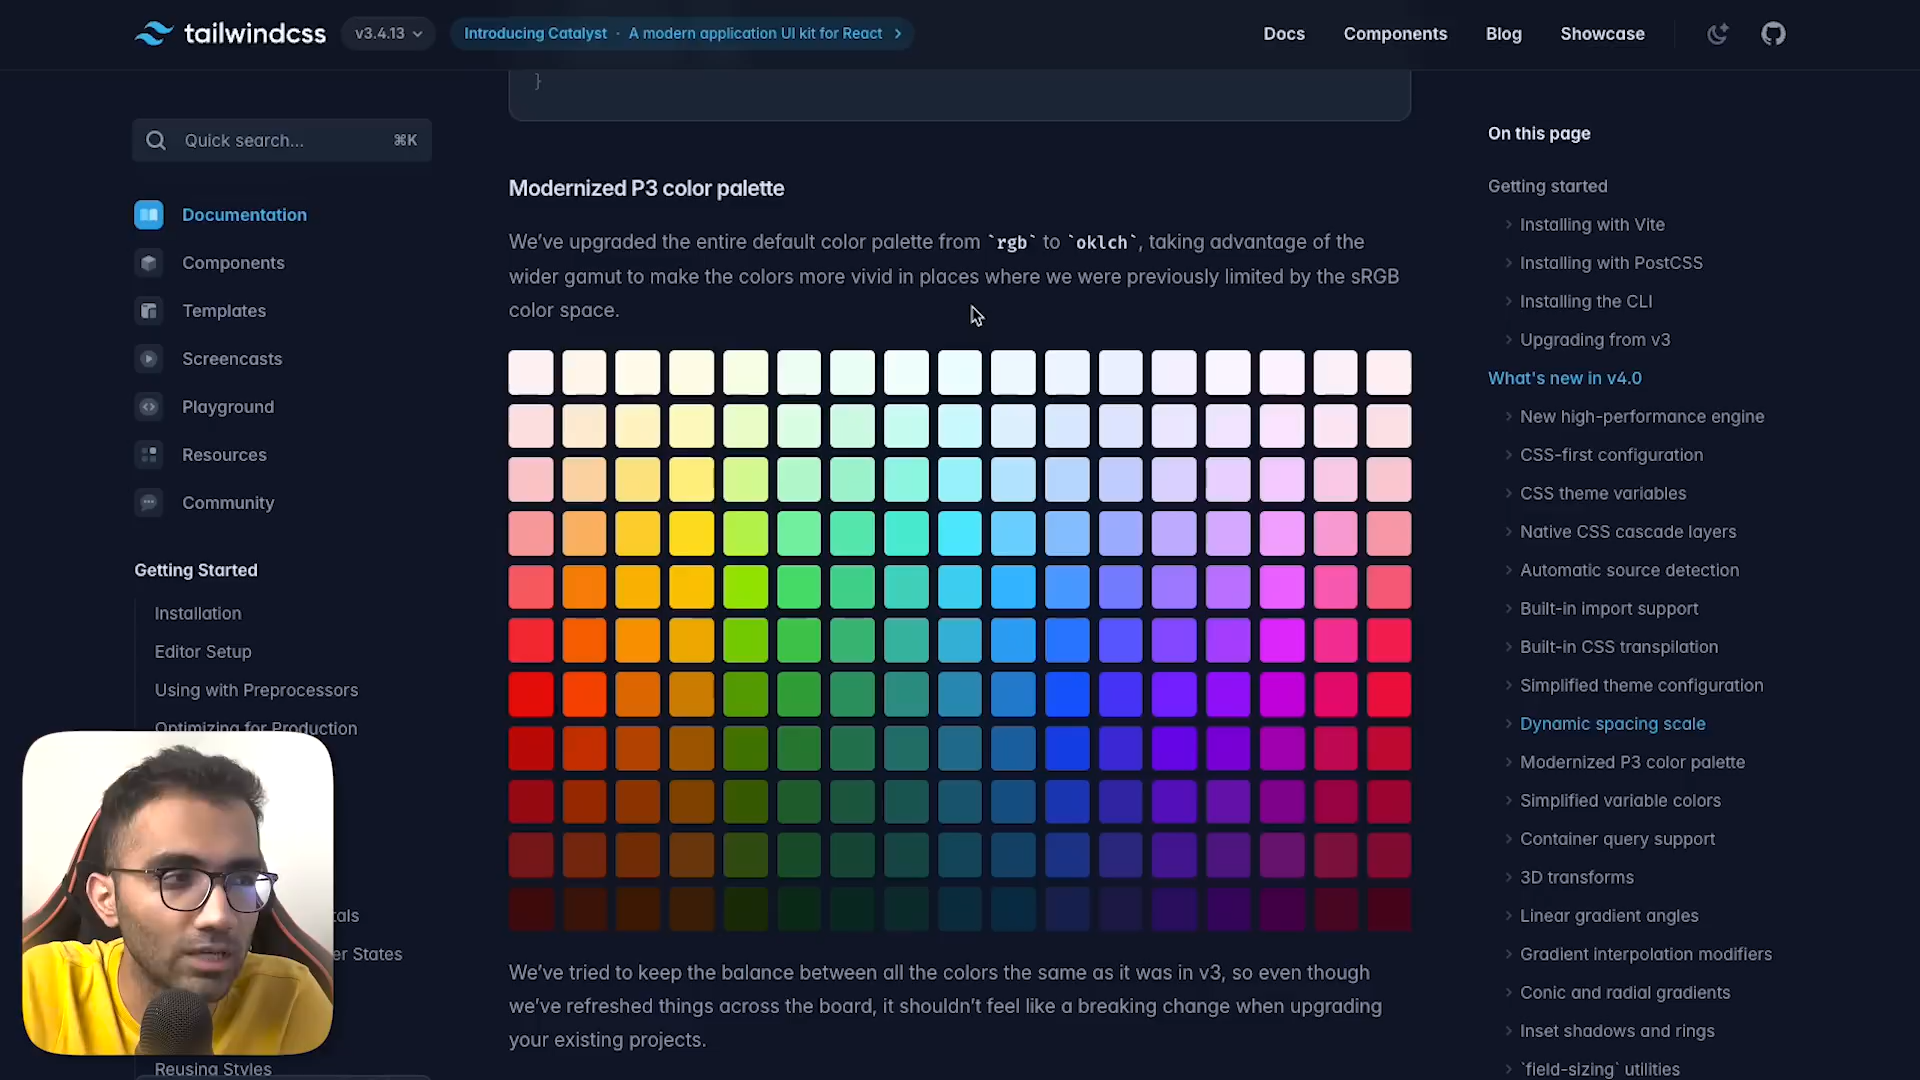 tailwindcss
v3.4.13
Introducing Catalyst · A modern application UI kit for React
Docs
Components
Blog
Showcase
Quick search...
⌘K
Documentation
Components
Templates
Screencasts
Playground
Resources
Community
Getting Started
Installation
Editor Setup
Using with Preprocessors
Optimizing for Production
er States
Reusing Styles
}
Modernized P3 color palette
We’ve upgraded the entire default color palette from `rgb` to `oklch`, taking advantage of the
wider gamut to make the colors more vivid in places where we were previously limited by the sRGB
color space.
We’ve tried to keep the balance between all the colors the same as it was in v3, so even though
we’ve refreshed things across the board, it shouldn’t feel like a breaking change when upgrading
your existing projects.
On this page
Getting started
Installing with Vite
Installing with PostCSS
Installing the CLI
Upgrading from v3
What's new in v4.0
New high-performance engine
CSS-first configuration
CSS theme variables
Native CSS cascade layers
Automatic source detection
Built-in import support
Built-in CSS transpilation
Simplified theme configuration
Dynamic spacing scale
Modernized P3 color palette
Simplified variable colors
Container query support
3D transforms
Linear gradient angles
Gradient interpolation modifiers
Conic and radial gradients
Inset shadows and rings
`field-sizing` utilities